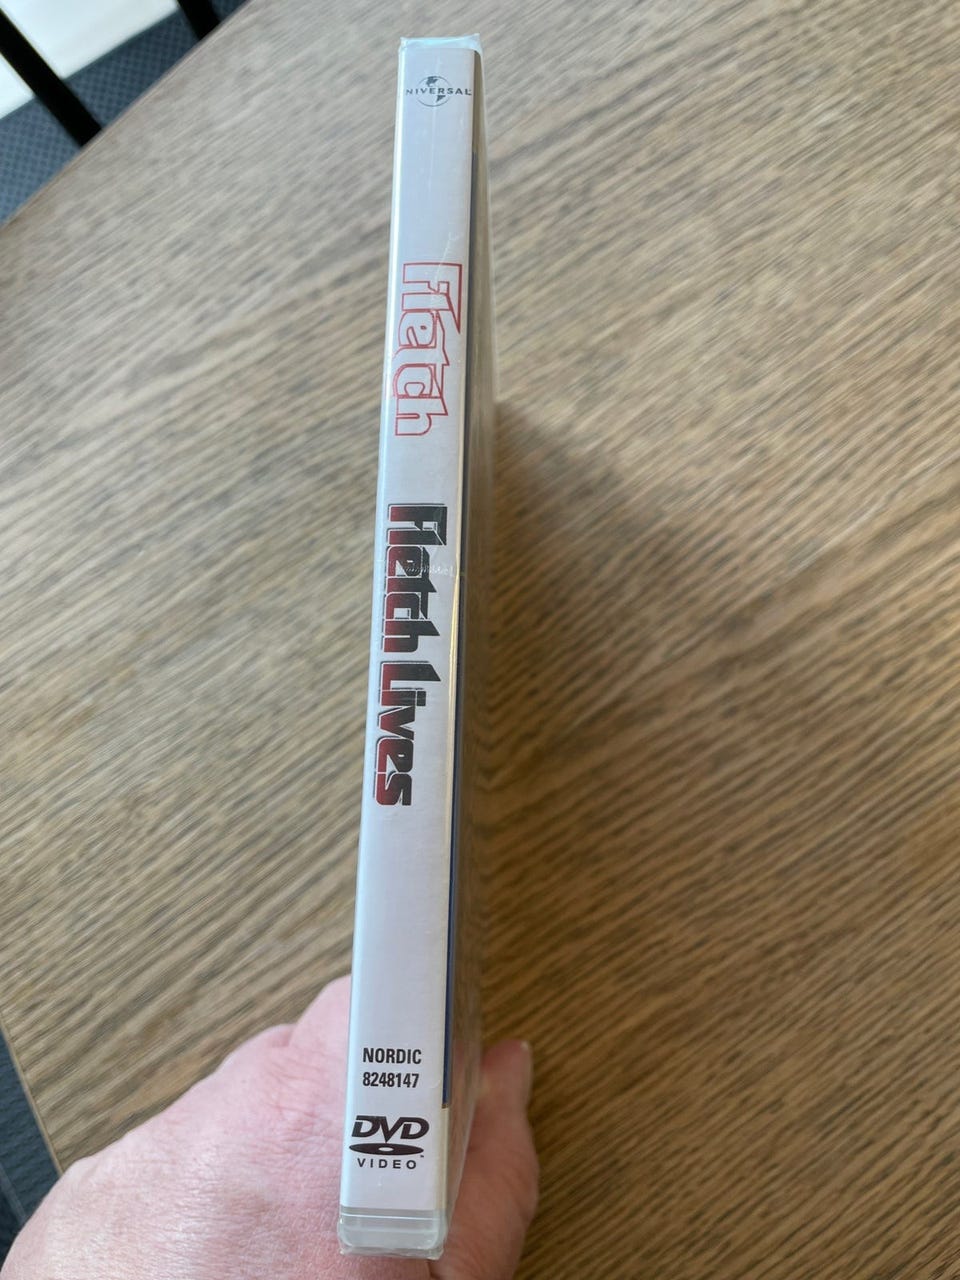 UNIVERSAL
Fletch
Fletch Lives
NORDIC
8248147
DVD
VIDEO